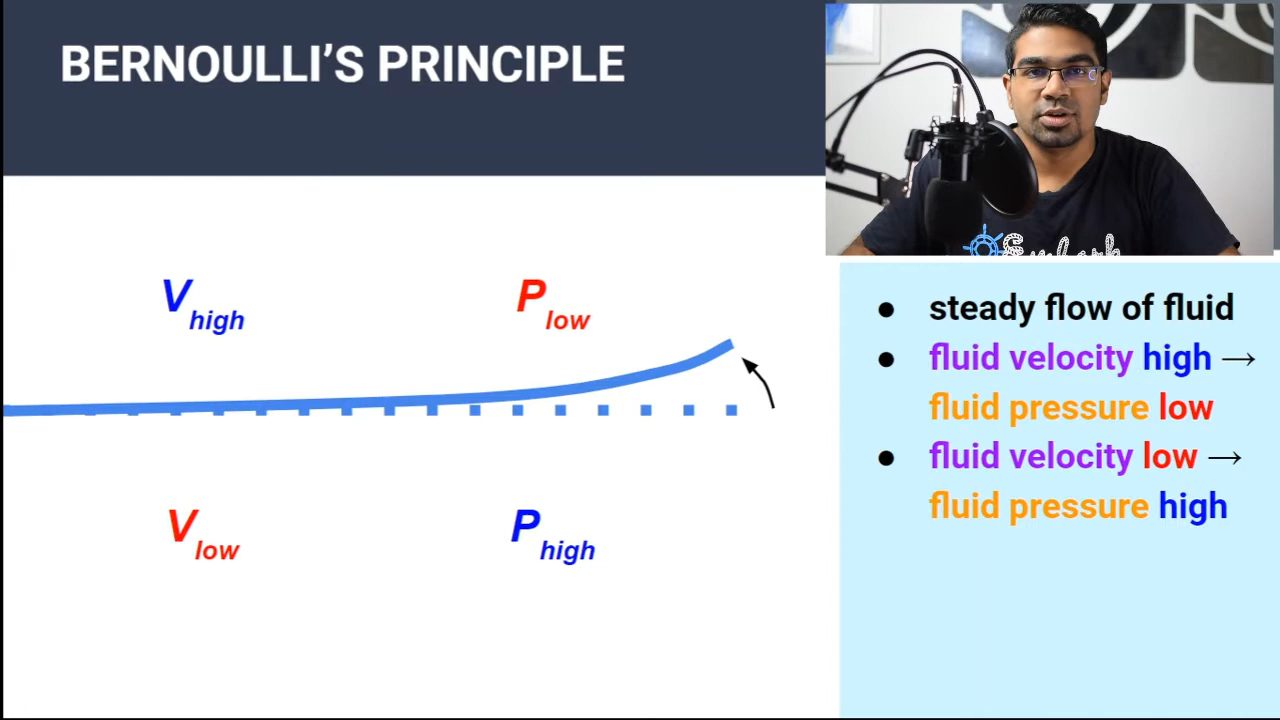 BERNOULLI'S PRINCIPLE
V high
P low
V low
P high
● steady flow of fluid
● fluid velocity high →
fluid pressure low
● fluid velocity low →
fluid pressure high